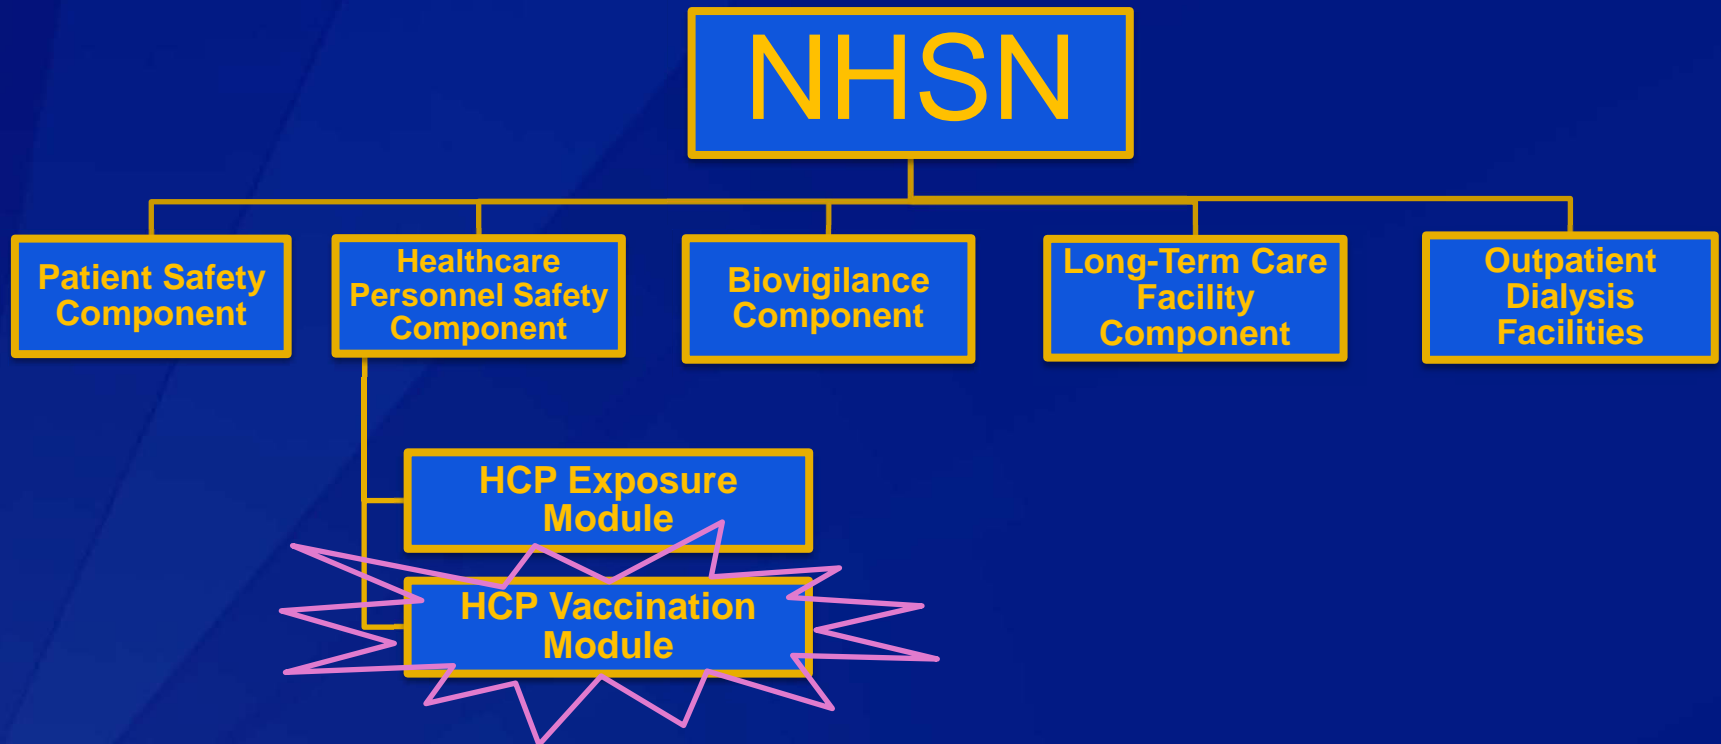 NHSN
Patient Safety
Component
Healthcare
Personnel Safety
Component
Biovigilance
Component
Long-Term Care
Facility
Component
Outpatient
Dialysis
Facilities
HCP Exposure
Module
HCP Vaccination
Module